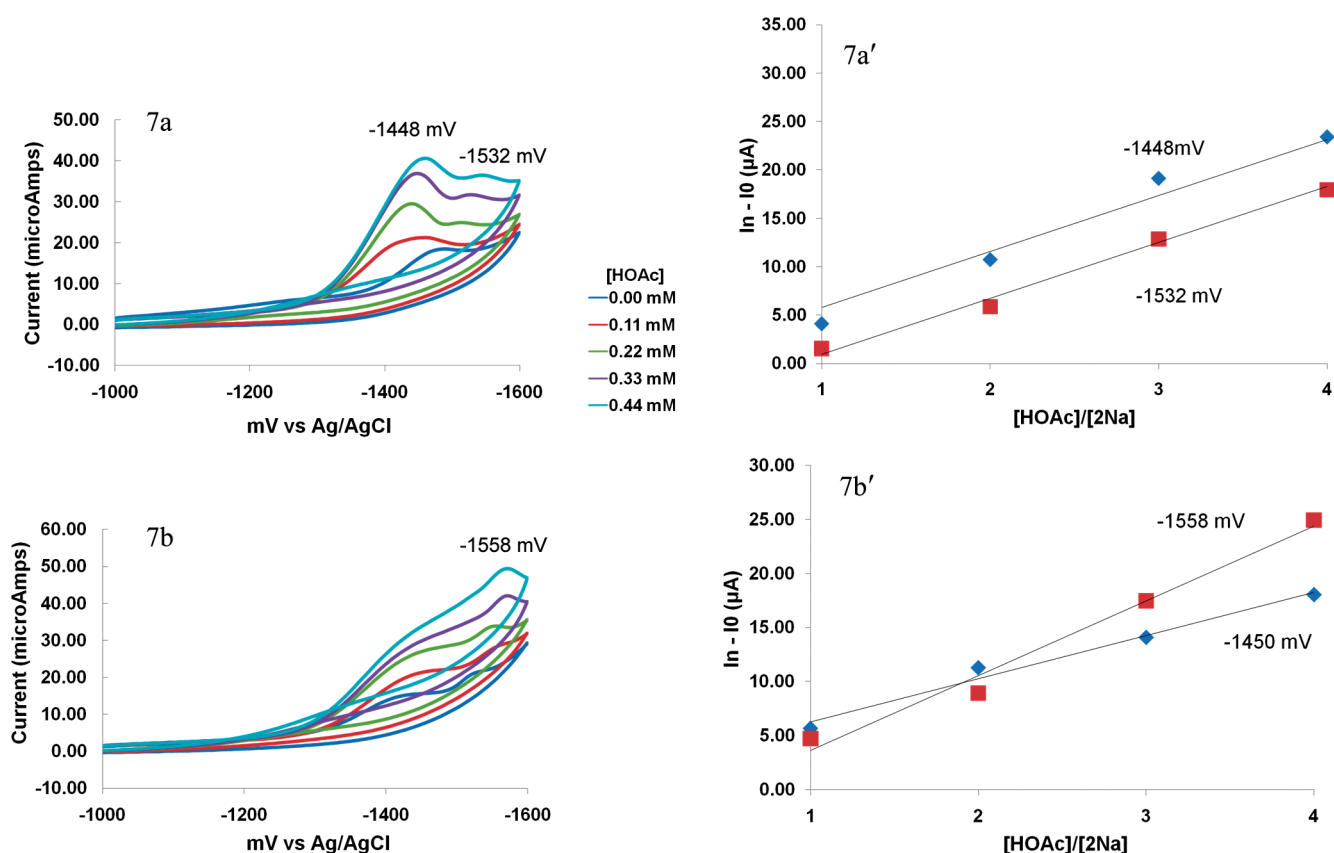 7a
-1448 mV
-1532 mV
50.00
40.00
30.00
20.00
10.00
0.00
-10.00
Current (microAmps)
-1000
-1200
-1400
-1600
mV vs Ag/AgCl
[HOAc]
0.00 mM
0.11 mM
0.22 mM
0.33 mM
0.44 mM
7a′
-1448mV
-1532 mV
30.00
25.00
20.00
15.00
10.00
5.00
0.00
In - I0 (µA)
1
2
3
4
[HOAc]/[2Na]
7b
-1558 mV
60.00
50.00
40.00
30.00
20.00
10.00
0.00
-10.00
Current (microAmps)
-1000
-1200
-1400
-1600
mV vs Ag/AgCl
7b′
-1558 mV
-1450 mV
30.00
25.00
20.00
15.00
10.00
5.00
0.00
In - I0 (µA)
1
2
3
4
[HOAc]/[2Na]